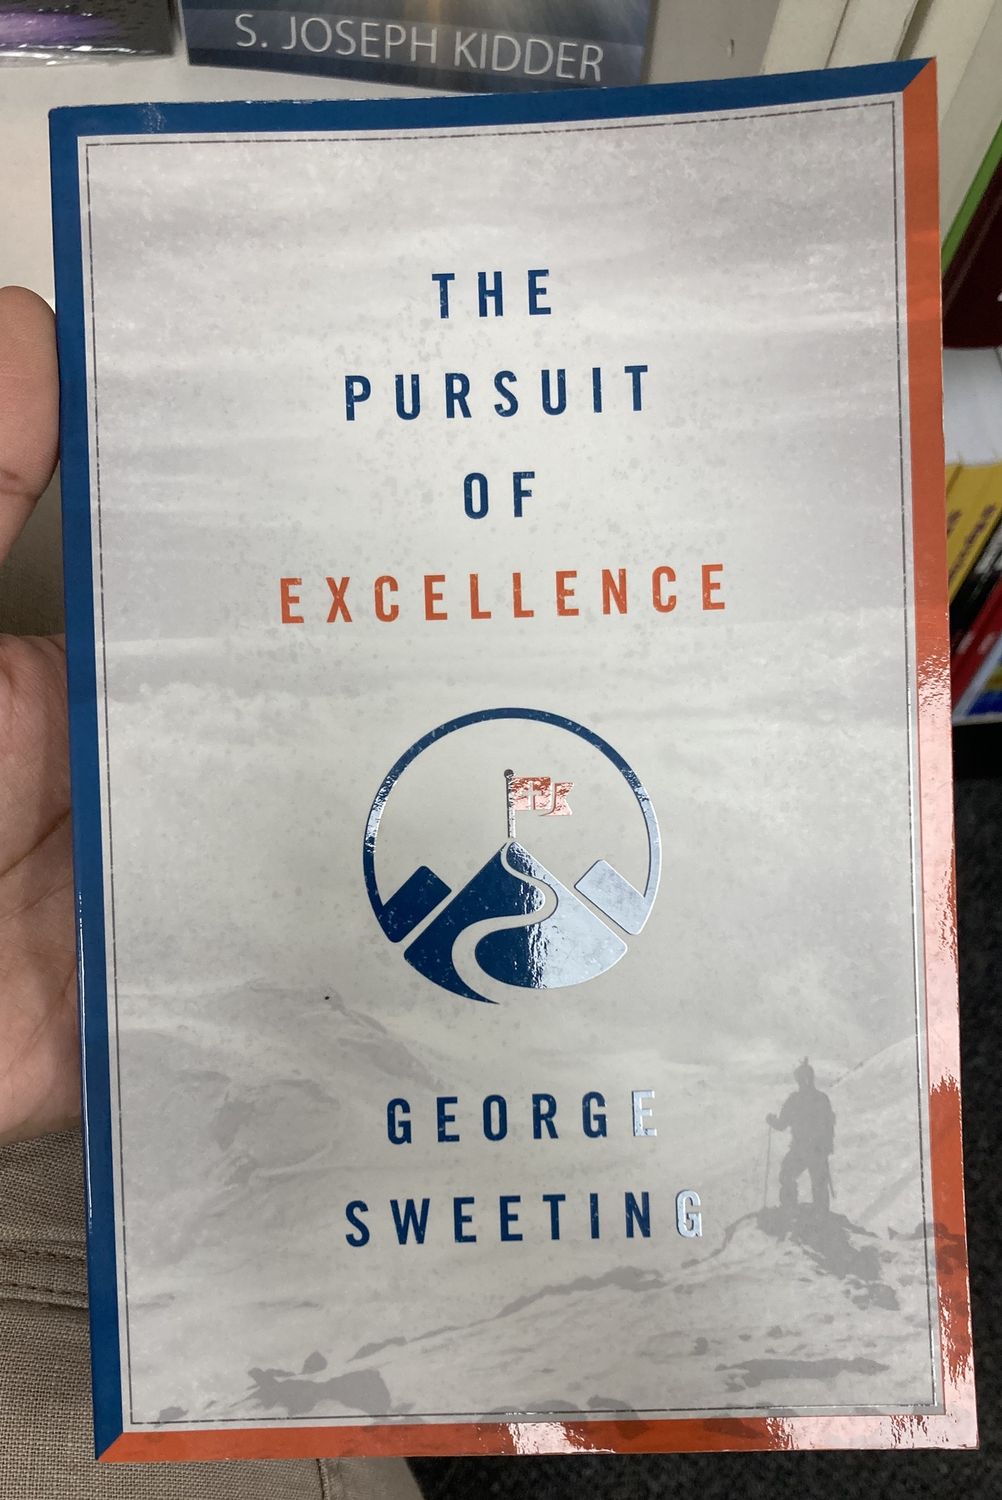 S. JOSEPH KIDDER
THE
PURSUIT
OF
EXCELLENCE
GEORGE
SWEETING